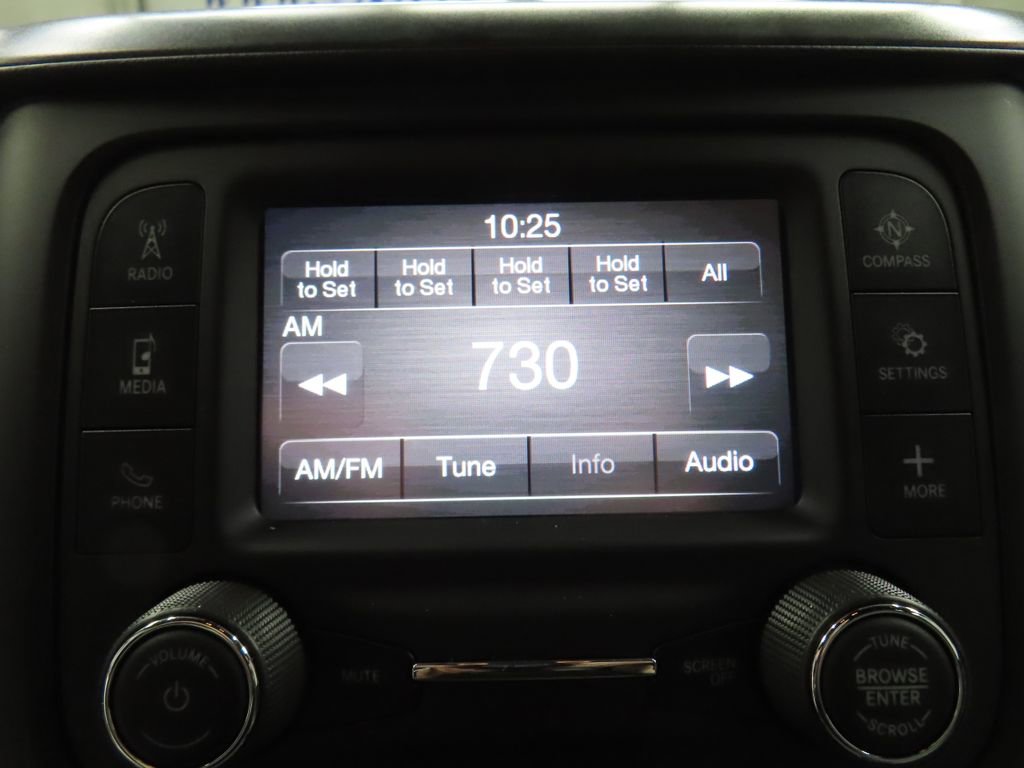 10:25
Hold
to Set
Hold
to Set
Hold
to Set
Hold
to Set
All
AM
730
AM/FM
Tune
Info
Audio
RADIO
MEDIA
PHONE
N
COMPASS
SETTINGS
MORE
VOLUME
MUTE
SCREEN
OFF
TUNE
BROWSE
ENTER
SCROLL